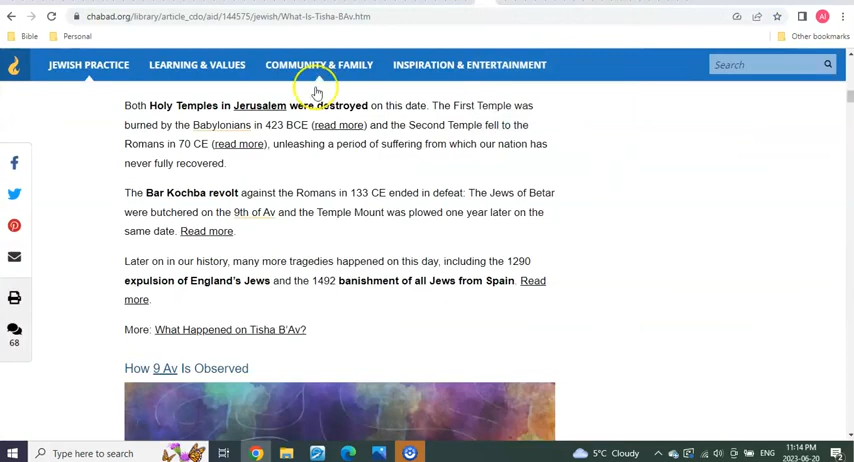 chabad.org/library/article_cdo/aid/144575/jewish/What-Is-Tisha-BAv.htm
AI
Bible
Personal
Other bookmarks
JEWISH PRACTICE LEARNING & VALUES COMMUNITY & FAMILY INSPIRATION & ENTERTAINMENT
Search
Both Holy Temples in Jerusalem were destroyed on this date. The First Temple was
burned by the Babylonians in 423 BCE (read more) and the Second Temple fell to the
Romans in 70 CE (read more), unleashing a period of suffering from which our nation has
never fully recovered.
The Bar Kochba revolt against the Romans in 133 CE ended in defeat: The Jews of Betar
were butchered on the 9th of Av and the Temple Mount was plowed one year later on the
same date. Read more.
Later on in our history, many more tragedies happened on this day, including the 1290
expulsion of England's Jews and the 1492 banishment of all Jews from Spain. Read
more.
68
More: What Happened on Tisha B'Av?
How 9 Av Is Observed
Type here to search
5°C Cloudy
ENG
11:14 PM
2023-06-20
2